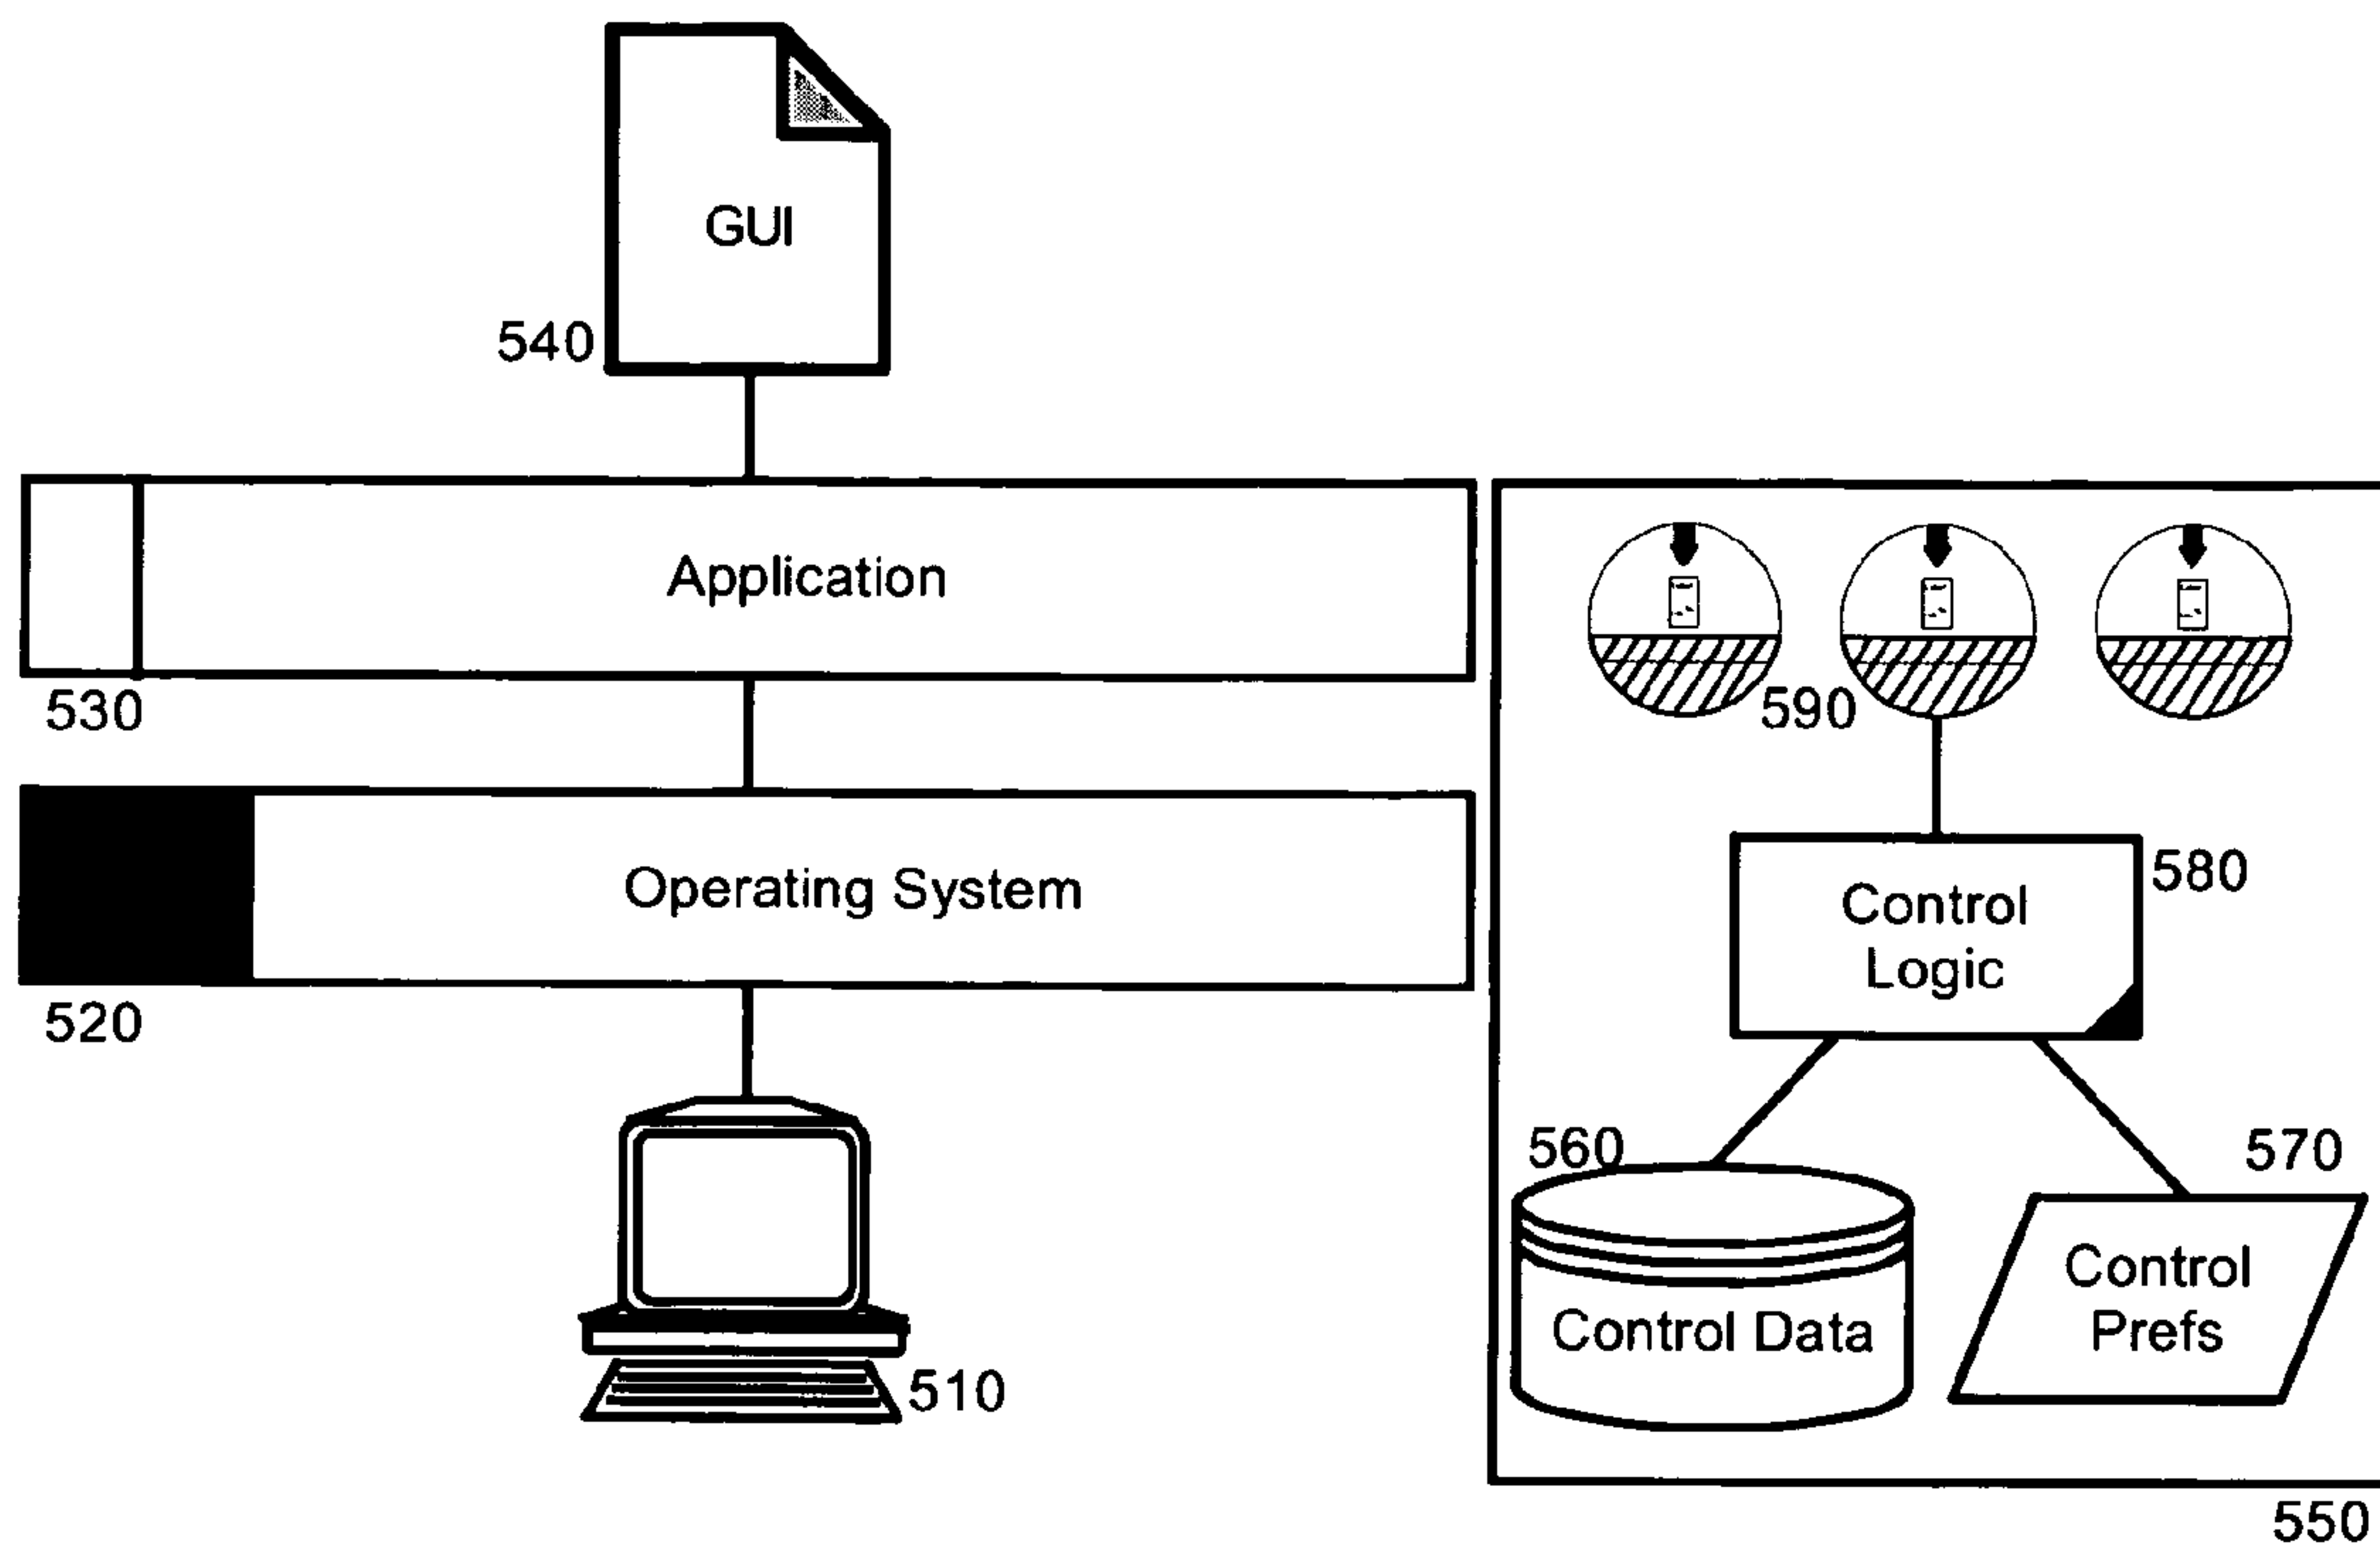 GUI
540
Application
530
590
Operating System
520
Control
Logic
580
510
560
570
Control Data
Control
Prefs
550